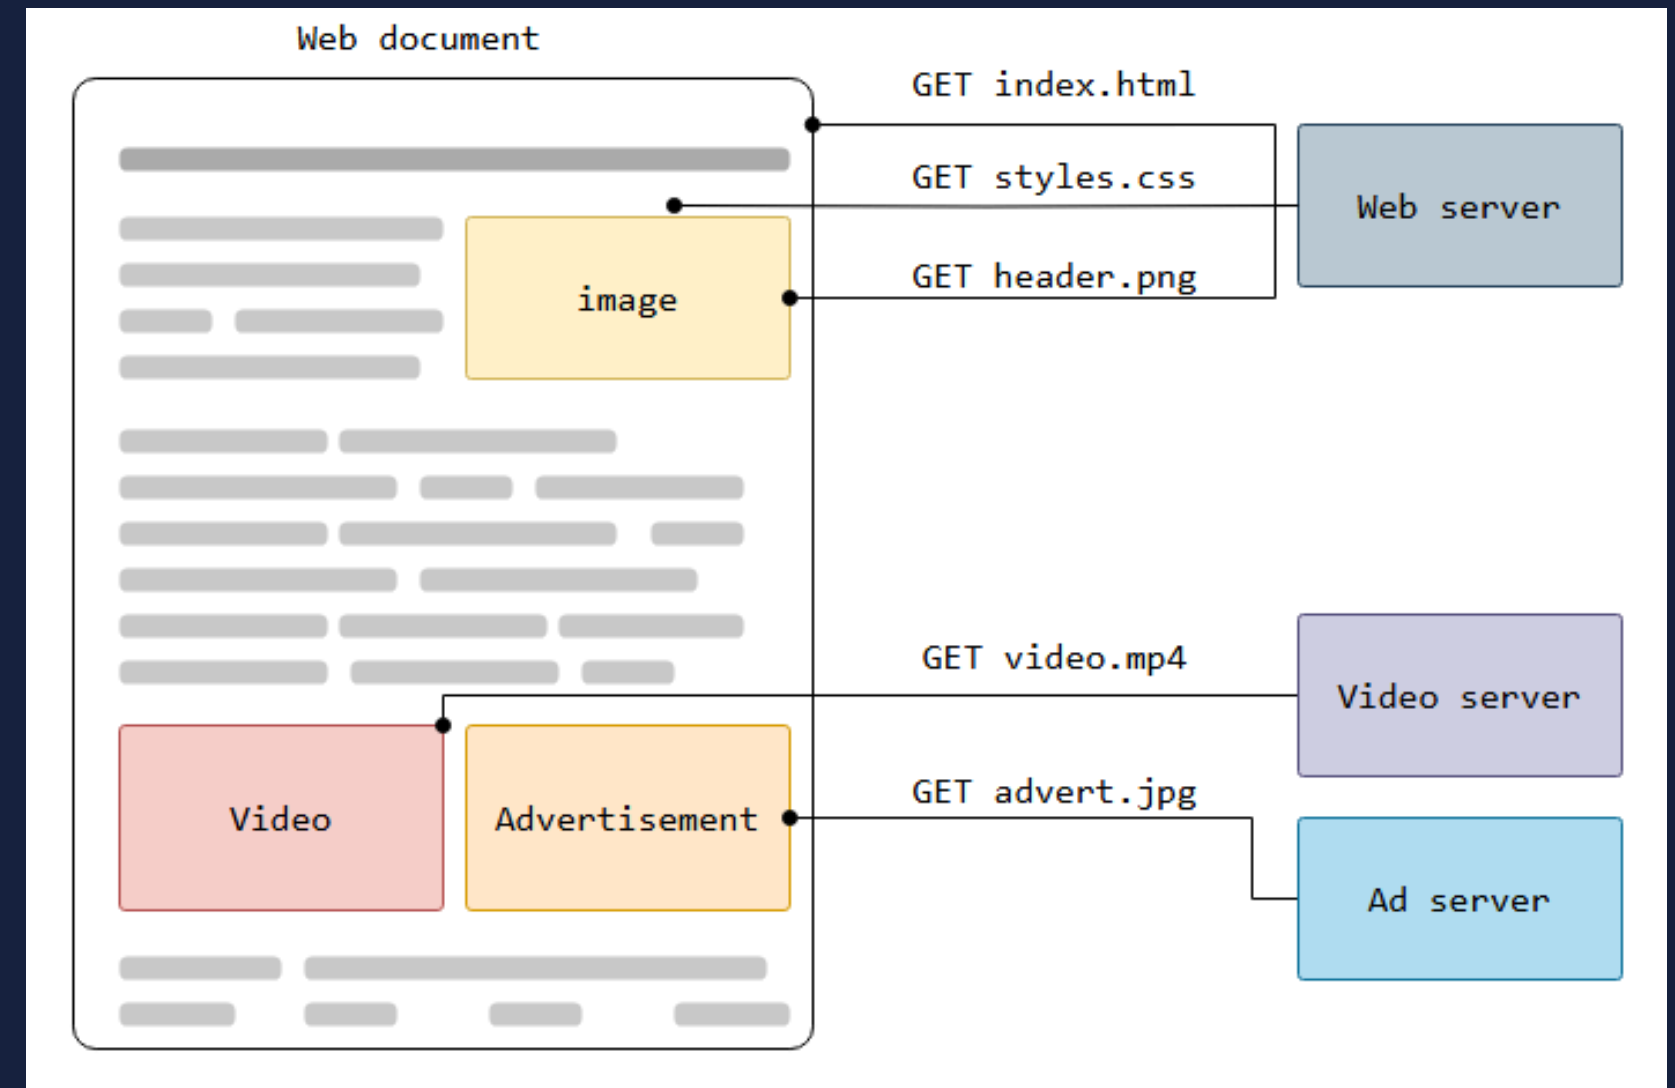 Web document
GET index.html
GET styles.css
Web server
GET header.png
image
GET video.mp4
Video server
GET advert.jpg
Video
Advertisement
Ad server